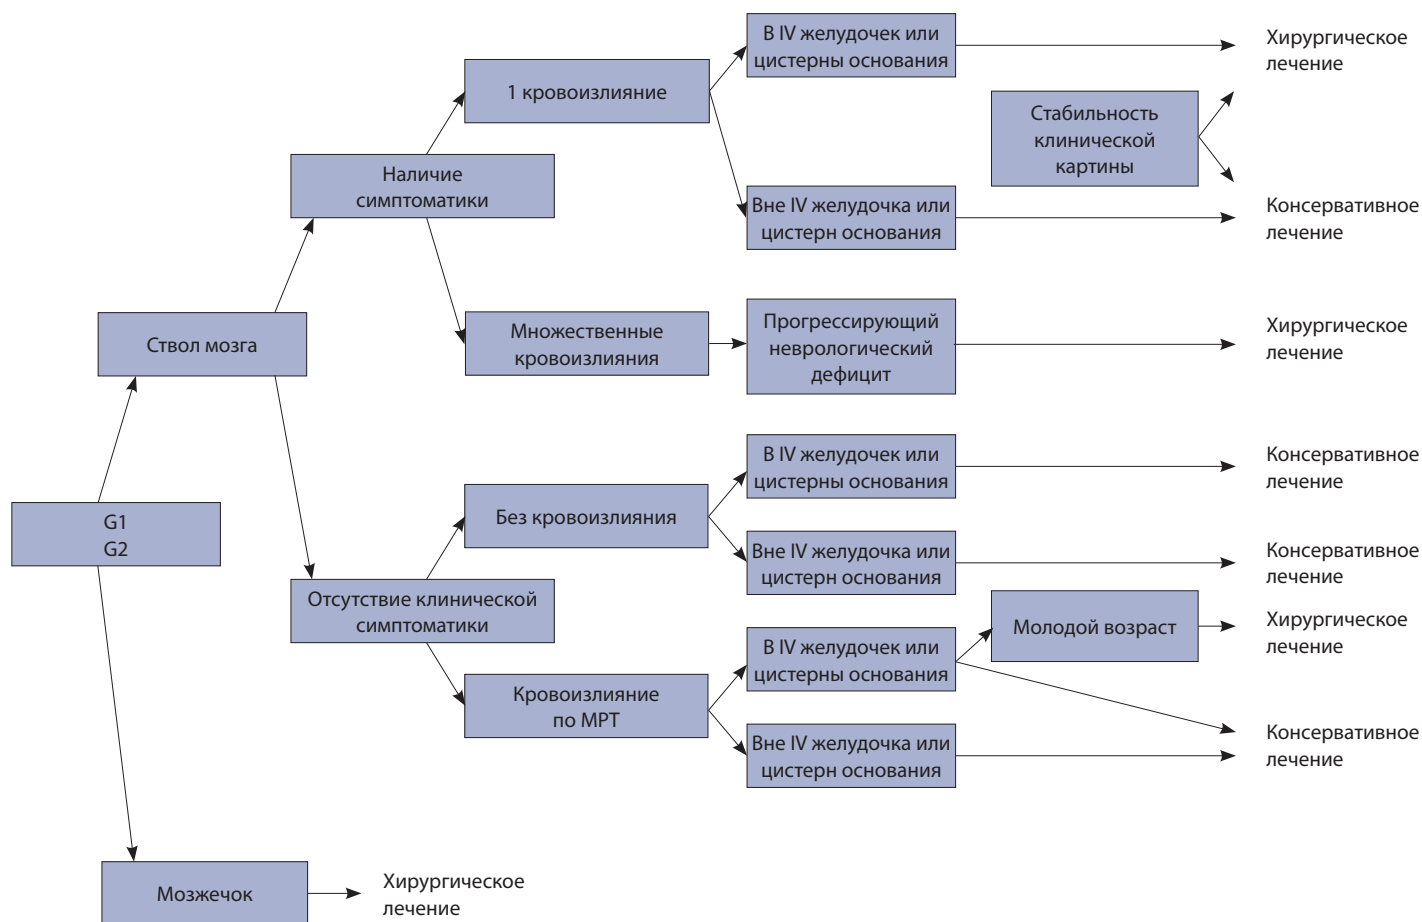 В IV желудочек или
цистерны основания
Хирургическое
лечение
1 кровоизлияние
Стабильность
клинической
картины
Наличие
симптоматики
Вне IV желудочка или
цистерн основания
Консервативное
лечение
Ствол мозга
Множественные
кровоизлияния
Прогрессирующий
неврологический
дефицит
Хирургическое
лечение
В IV желудочек или
цистерны основания
Консервативное
лечение
G1
G2
Без кровоизлияния
Вне IV желудочка или
цистерн основания
Консервативное
лечение
Отсутствие клинической
симптоматики
Молодой возраст
Хирургическое
лечение
В IV желудочек или
цистерны основания
Кровоизлияние
по МРТ
Вне IV желудочка или
цистерн основания
Консервативное
лечение
Мозжечок
Хирургическое
лечение